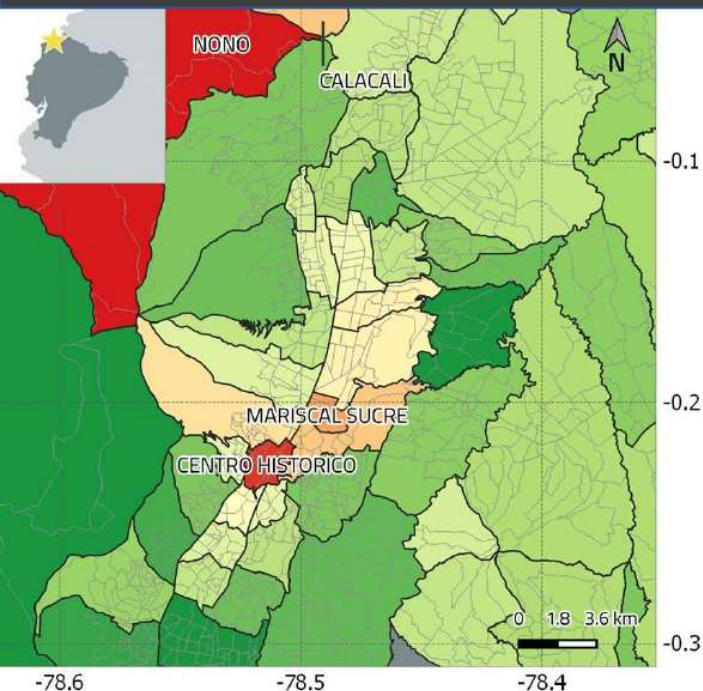 NONO
N
CALACALI
-0.1
-0.2
MARISCAL SUCRE
CENTRO HISTORICO
0 1.8 3.6 km
-0.3
-78.6 -78.5 -78.4